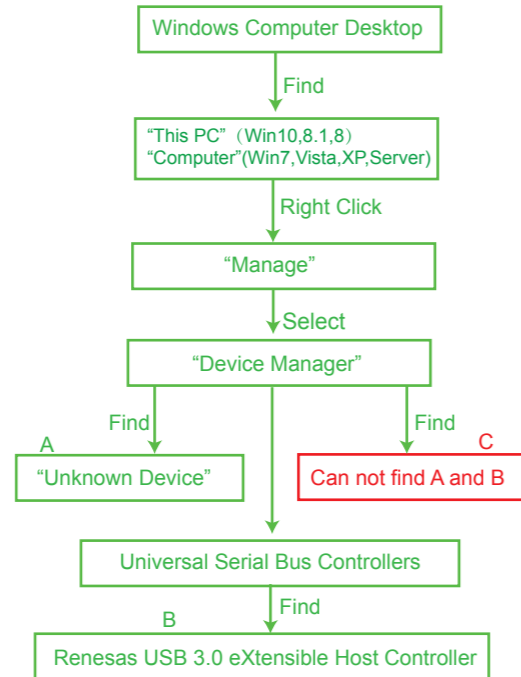 Windows Computer Desktop
Find
“This PC”（Win10,8.1,8）
“Computer”(Win7,Vista,XP,Server)
Right Click
“Manage”
Select
“Device Manager”
Find
Find
A
C
“Unknown Device”
Can not find A and B
Universal Serial Bus Controllers
Find
B
Renesas USB 3.0 eXtensible Host Controller